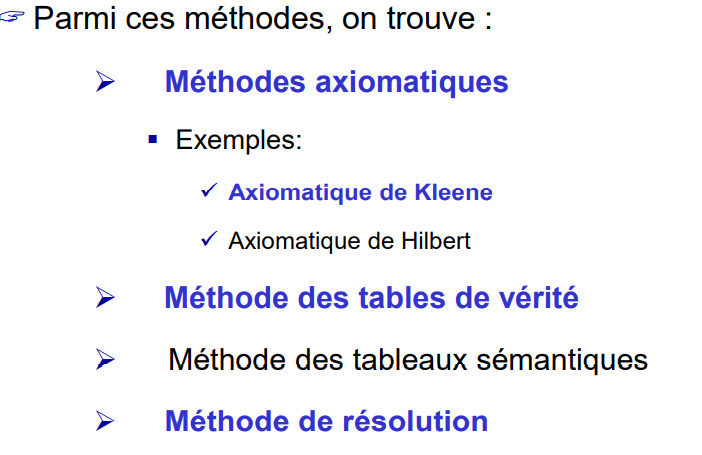 ☞ Parmi ces méthodes, on trouve :
➢ Méthodes axiomatiques
▪ Exemples:
✓ Axiomatique de Kleene
✓ Axiomatique de Hilbert
➢ Méthode des tables de vérité
➢ Méthode des tableaux sémantiques
➢ Méthode de résolution